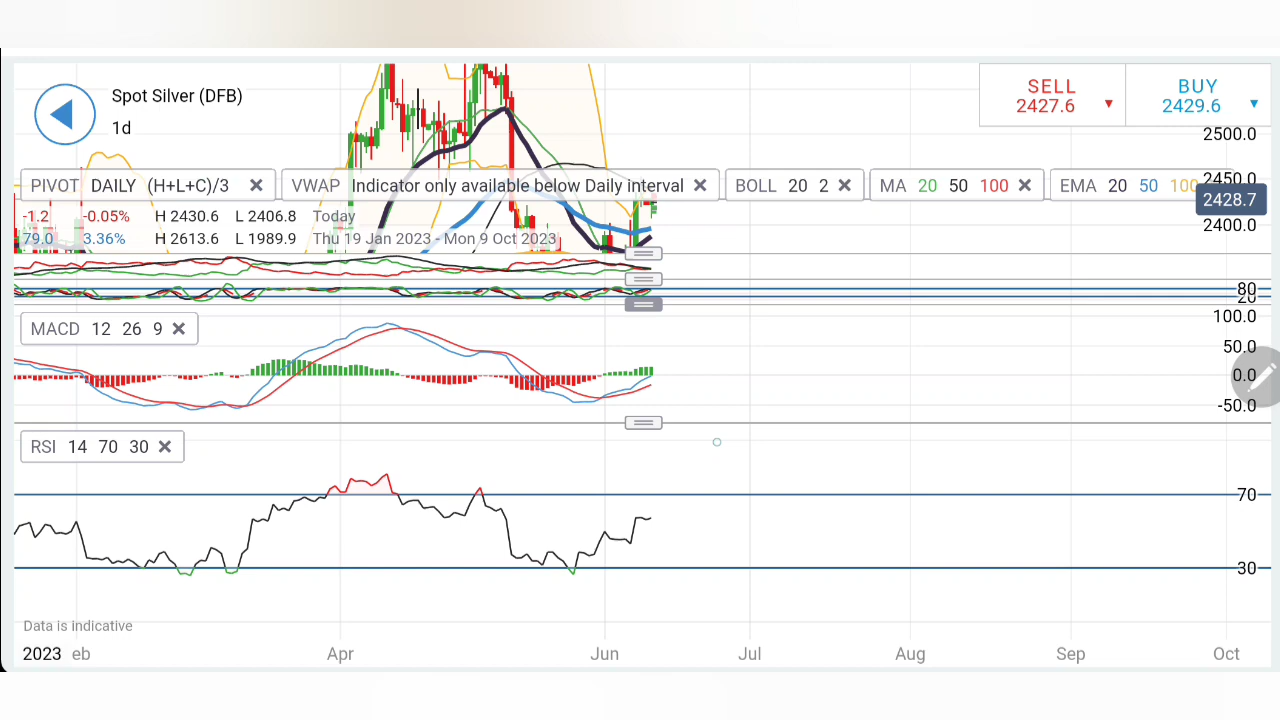 Spot Silver (DFB)
1d
SELL
2427.6
BUY
2429.6
2500.0
2450.0
2428.7
2400.0
PIVOT DAILY (H+L+C)/3
VWAP Indicator only available below Daily interval
BOLL 20 2
MA 20 50 100
EMA 20 50 100
-1.2 -0.05% H 2430.6 L 2406.8 Today
79.0 3.36% H 2613.6 L 1989.9 Thu 19 Jan 2023 - Mon 9 Oct 2023
80
20
MACD 12 26 9
100.0
50.0
0.0
-50.0
RSI 14 70 30
70
30
Data is indicative
2023 eb Apr Jun Jul Aug Sep Oct